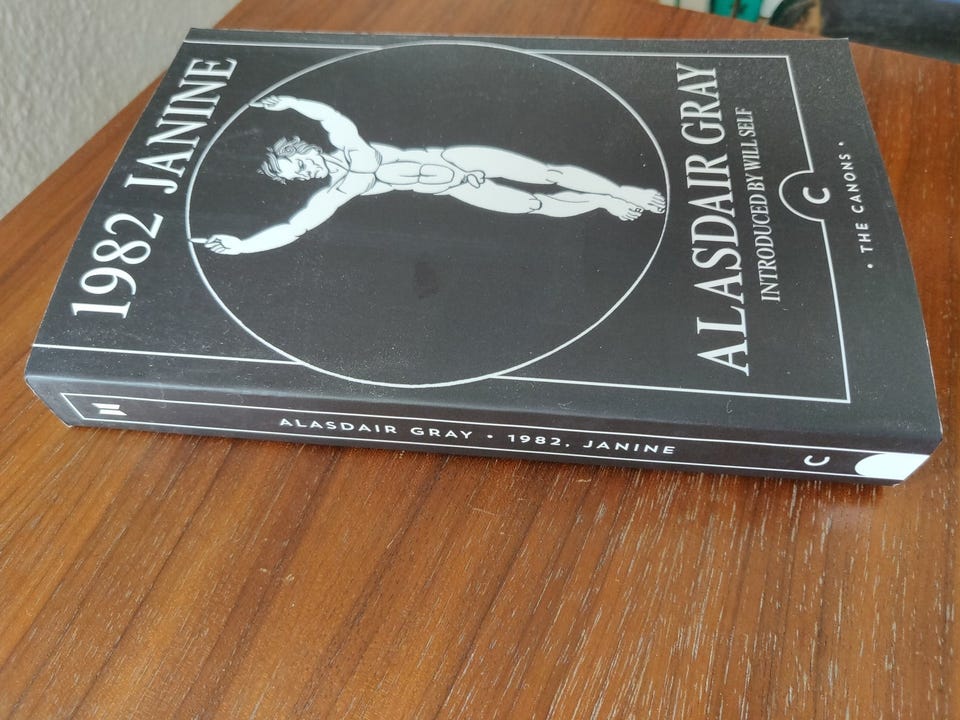 1982 JANINE
ALASDAIR GRAY
INTRODUCED BY WILL SELF
C
• THE CANONS •
ALASDAIR GRAY • 1982, JANINE
C